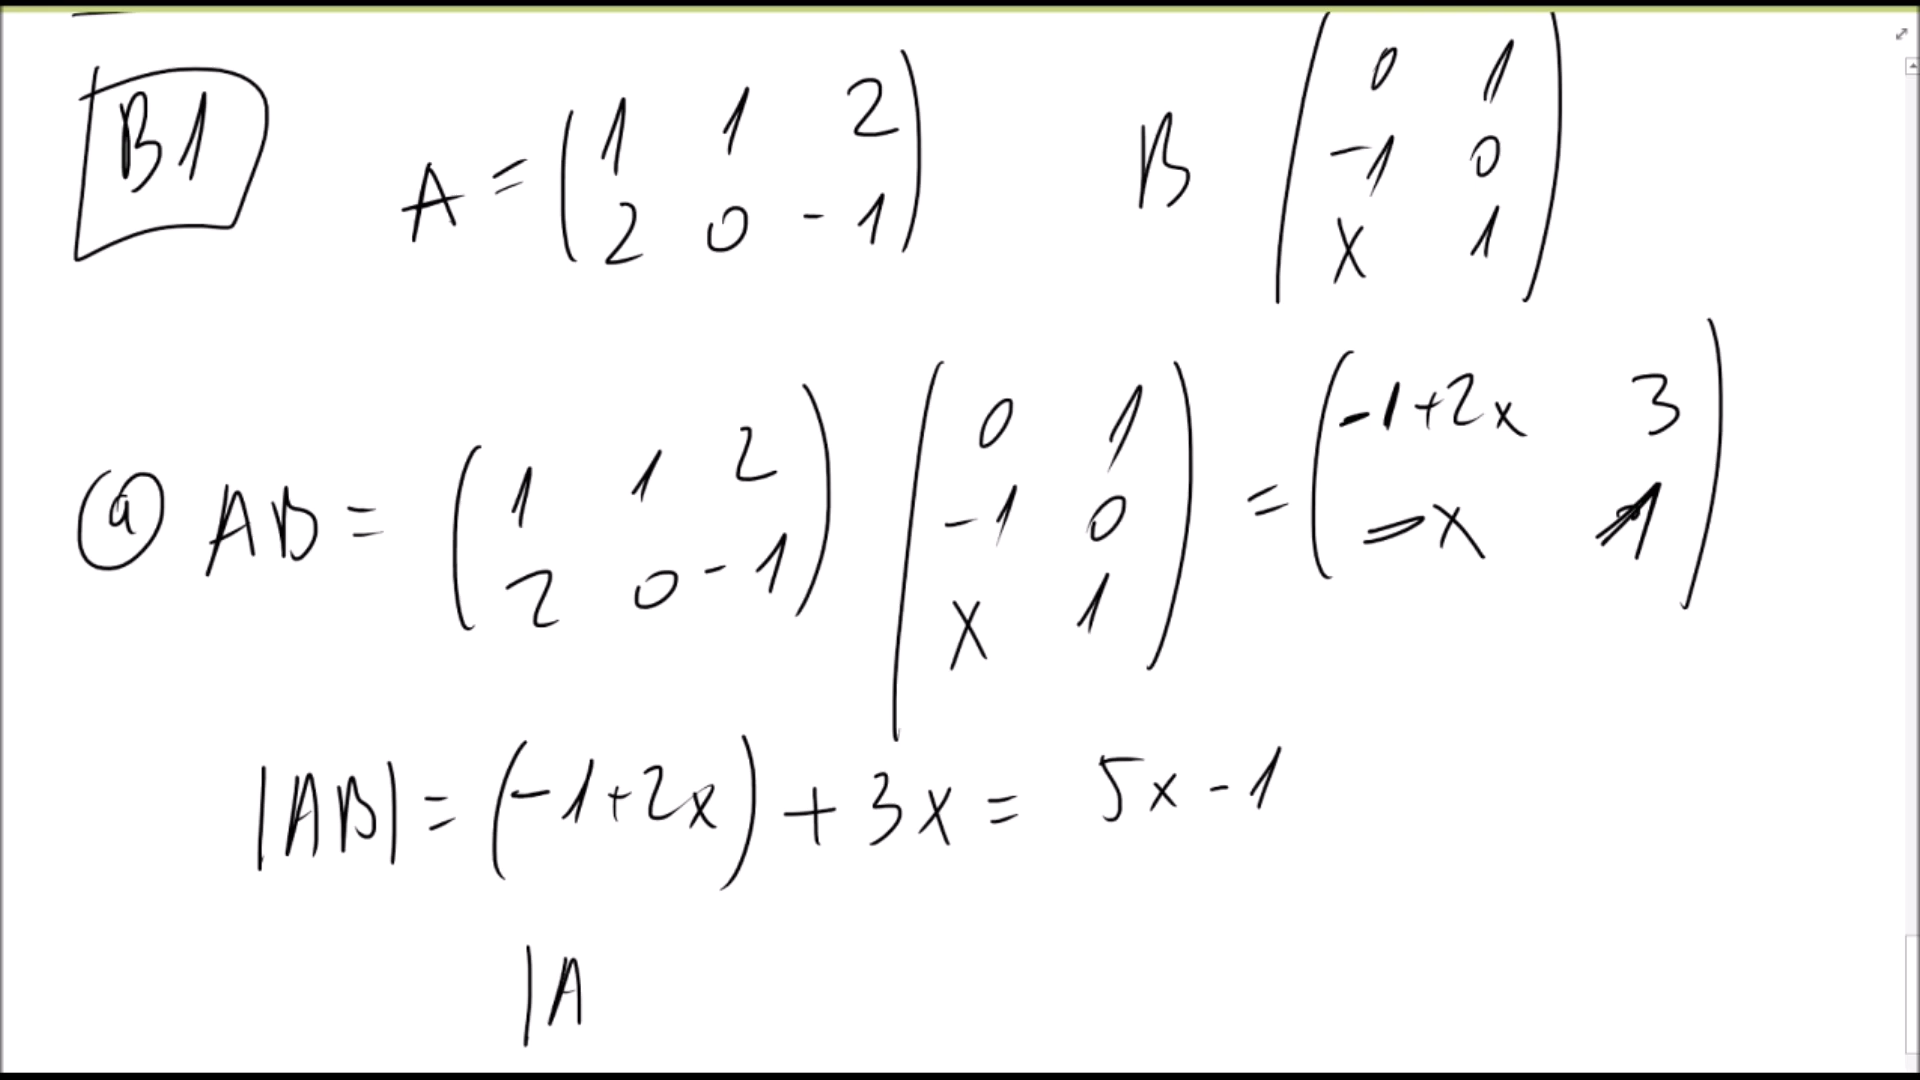 B1
A = ( 1 1 2 B ( 0 1
2 0 -1 ) -1 0
x 1 )
ⓐ AB = ( 1 1 2 ( 0 1 = ( -1+2x 3
2 0 -1 ) -1 0 -x 1 )
x 1 )
|AB| = (-1+2x) + 3x = 5x - 1
|A